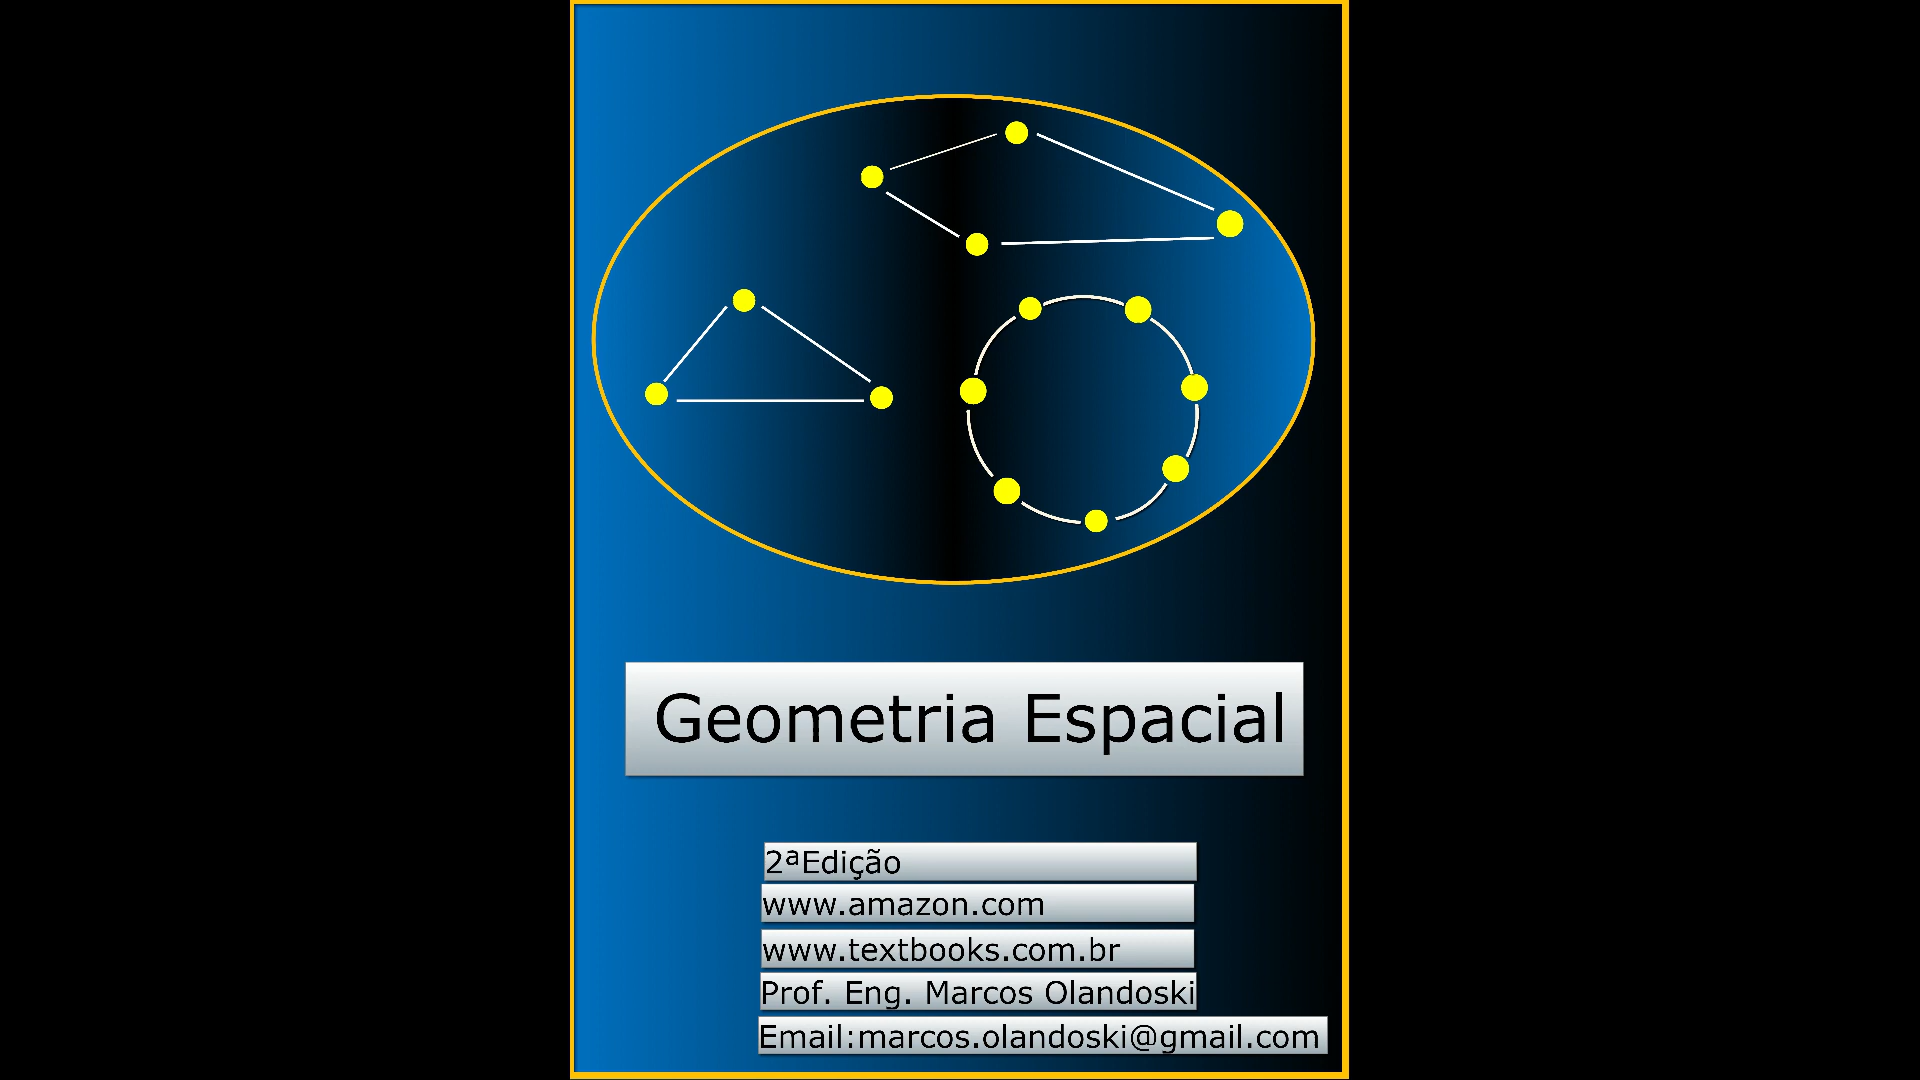 Geometria Espacial
2ªEdição
www.amazon.com
www.textbooks.com.br
Prof. Eng. Marcos Olandoski
Email:marcos.olandoski@gmail.com